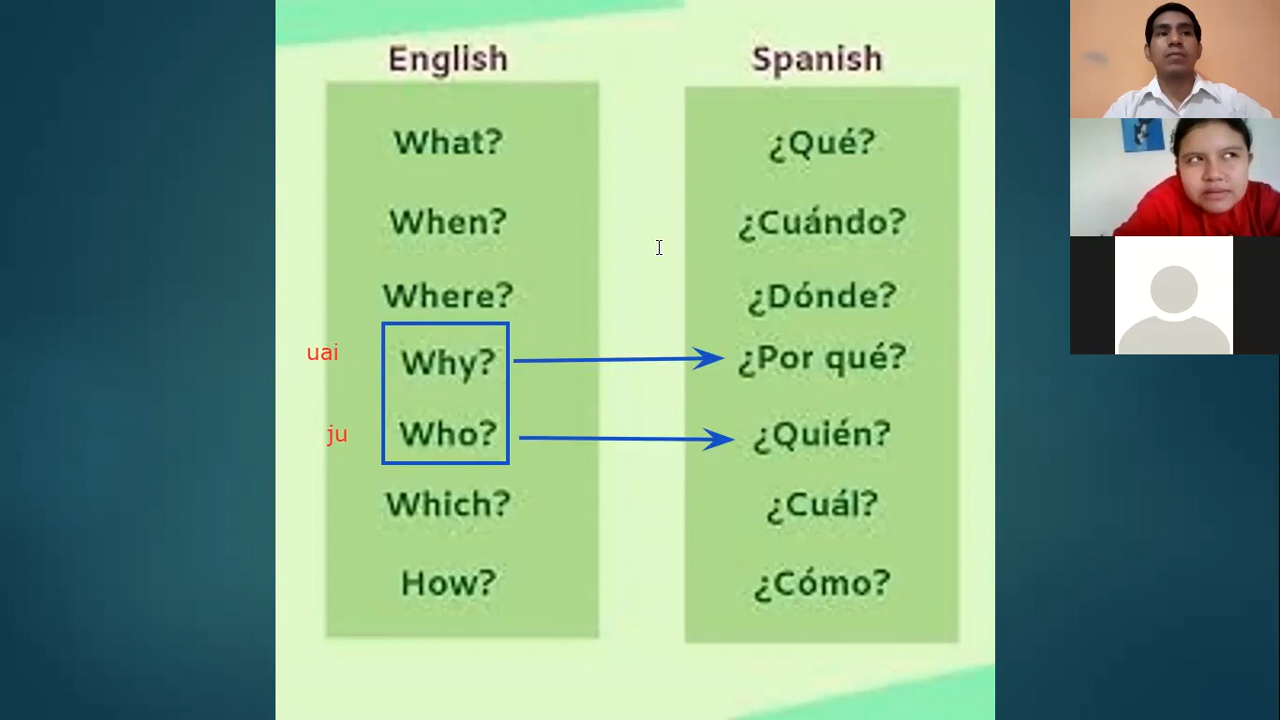 English Spanish
What? ¿Qué?
When? ¿Cuándo?
Where? ¿Dónde?
uai Why? ¿Por qué?
ju Who? ¿Quién?
Which? ¿Cuál?
How? ¿Cómo?